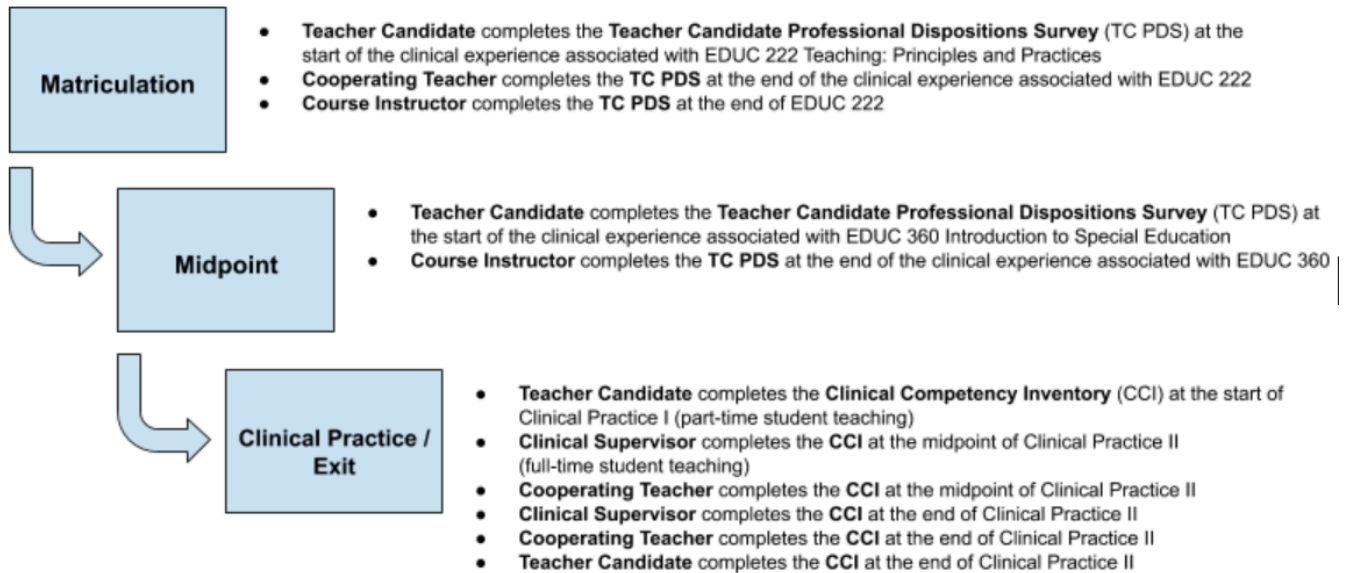 Matriculation
● Teacher Candidate completes the Teacher Candidate Professional Dispositions Survey (TC PDS) at the
start of the clinical experience associated with EDUC 222 Teaching: Principles and Practices
● Cooperating Teacher completes the TC PDS at the end of the clinical experience associated with EDUC 222
● Course Instructor completes the TC PDS at the end of EDUC 222
Midpoint
● Teacher Candidate completes the Teacher Candidate Professional Dispositions Survey (TC PDS) at
the start of the clinical experience associated with EDUC 360 Introduction to Special Education
● Course Instructor completes the TC PDS at the end of the clinical experience associated with EDUC 360
Clinical Practice /
Exit
● Teacher Candidate completes the Clinical Competency Inventory (CCI) at the start of
Clinical Practice I (part-time student teaching)
● Clinical Supervisor completes the CCI at the midpoint of Clinical Practice II
(full-time student teaching)
● Cooperating Teacher completes the CCI at the midpoint of Clinical Practice II
● Clinical Supervisor completes the CCI at the end of Clinical Practice II
● Cooperating Teacher completes the CCI at the end of Clinical Practice II
● Teacher Candidate completes the CCI at the end of Clinical Practice II